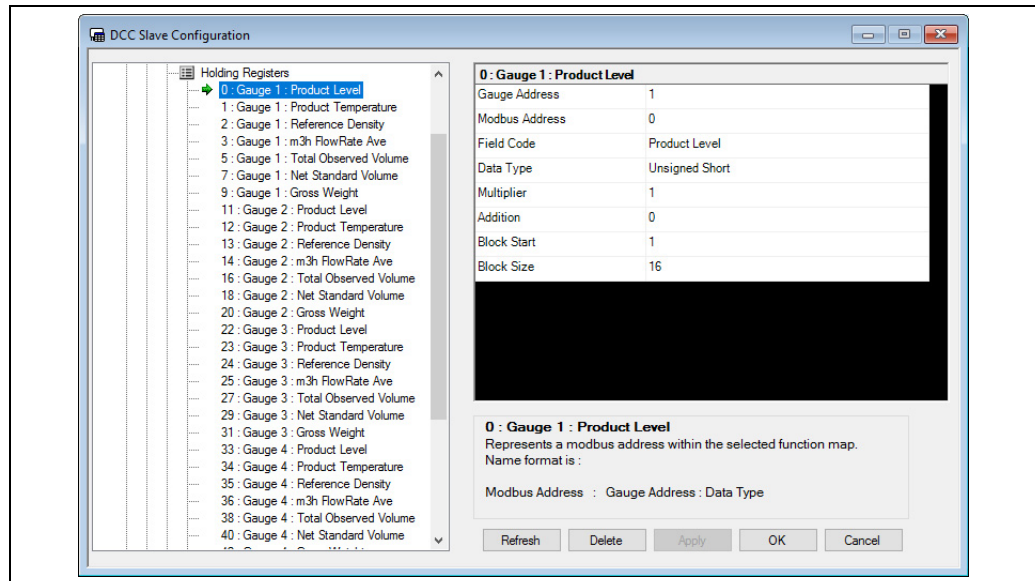 DCC Slave Configuration
Holding Registers
0 : Gauge 1 : Product Level
1 : Gauge 1 : Product Temperature
2 : Gauge 1 : Reference Density
3 : Gauge 1 : m3h FlowRate Ave
5 : Gauge 1 : Total Observed Volume
7 : Gauge 1 : Net Standard Volume
9 : Gauge 1 : Gross Weight
11 : Gauge 2 : Product Level
12 : Gauge 2 : Product Temperature
13 : Gauge 2 : Reference Density
14 : Gauge 2 : m3h FlowRate Ave
16 : Gauge 2 : Total Observed Volume
18 : Gauge 2 : Net Standard Volume
20 : Gauge 2 : Gross Weight
22 : Gauge 3 : Product Level
23 : Gauge 3 : Product Temperature
24 : Gauge 3 : Reference Density
25 : Gauge 3 : m3h FlowRate Ave
27 : Gauge 3 : Total Observed Volume
29 : Gauge 3 : Net Standard Volume
31 : Gauge 3 : Gross Weight
33 : Gauge 4 : Product Level
34 : Gauge 4 : Product Temperature
35 : Gauge 4 : Reference Density
36 : Gauge 4 : m3h FlowRate Ave
38 : Gauge 4 : Total Observed Volume
40 : Gauge 4 : Net Standard Volume
0 : Gauge 1 : Product Level
Gauge Address 1
Modbus Address 0
Field Code Product Level
Data Type Unsigned Short
Multiplier 1
Addition 0
Block Start 1
Block Size 16
0 : Gauge 1 : Product Level
Represents a modbus address within the selected function map.
Name format is :
Modbus Address : Gauge Address : Data Type
Refresh Delete Apply OK Cancel